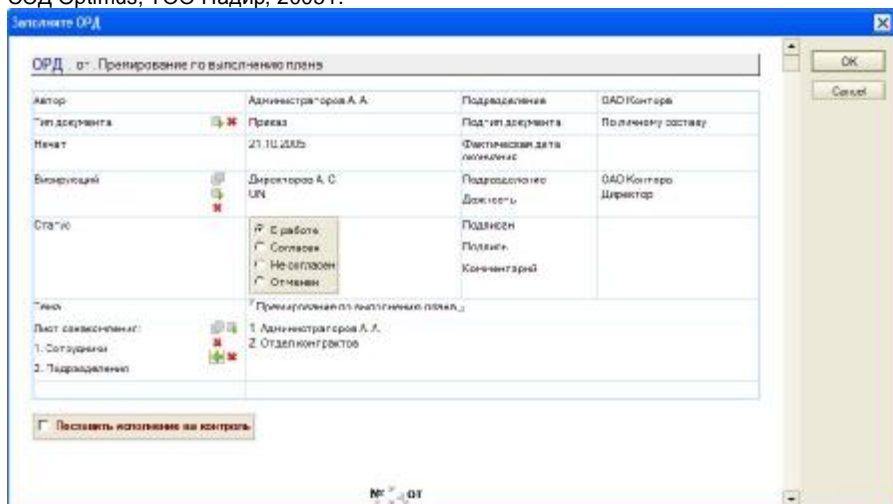 СЭД Optimus, ТОО Надир, 2005г.
Заполните ОРД
ОРД . от . Премирование по выполнению плана
OK
Cancel
Автор Администраторов А. А. Подразделение ОАО Контора
Тип документа Приказ Подтип документа По личному составу
Начат 21.10.2005 Фактическая дата окончания
Визирующий Директоров А. С. Подразделение ОАО Контора
UN Должность Директор
Статус В работе Подписан
Согласен Подпись
Не согласен Комментарий
Отменен
Тема Премирование по выполнению плана
Лист ознакомления: 1. Администраторов А. А.
1. Сотрудники 2. Отдел контрактов
2. Подразделения
Поставить исполнение на контроль
№ от